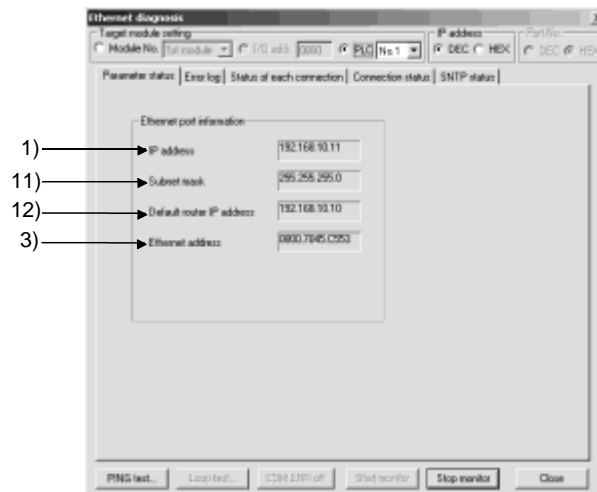 Ethernet diagnosis
Target module setting
Module No. 1st module I/O addr. 0000 PLC No.1
IP address
DEC HEX
Part No.
DEC HEX
Parameter status Error log Status of each connection Connection status SNTP status
Ethernet port information
1) IP address 192.168.10.11
11) Subnet mask 255.255.255.0
12) Default router IP address 192.168.10.10
3) Ethernet address 0800.7045.C553
PING test... Loop test... COM.ERR off Start monitor Stop monitor Close